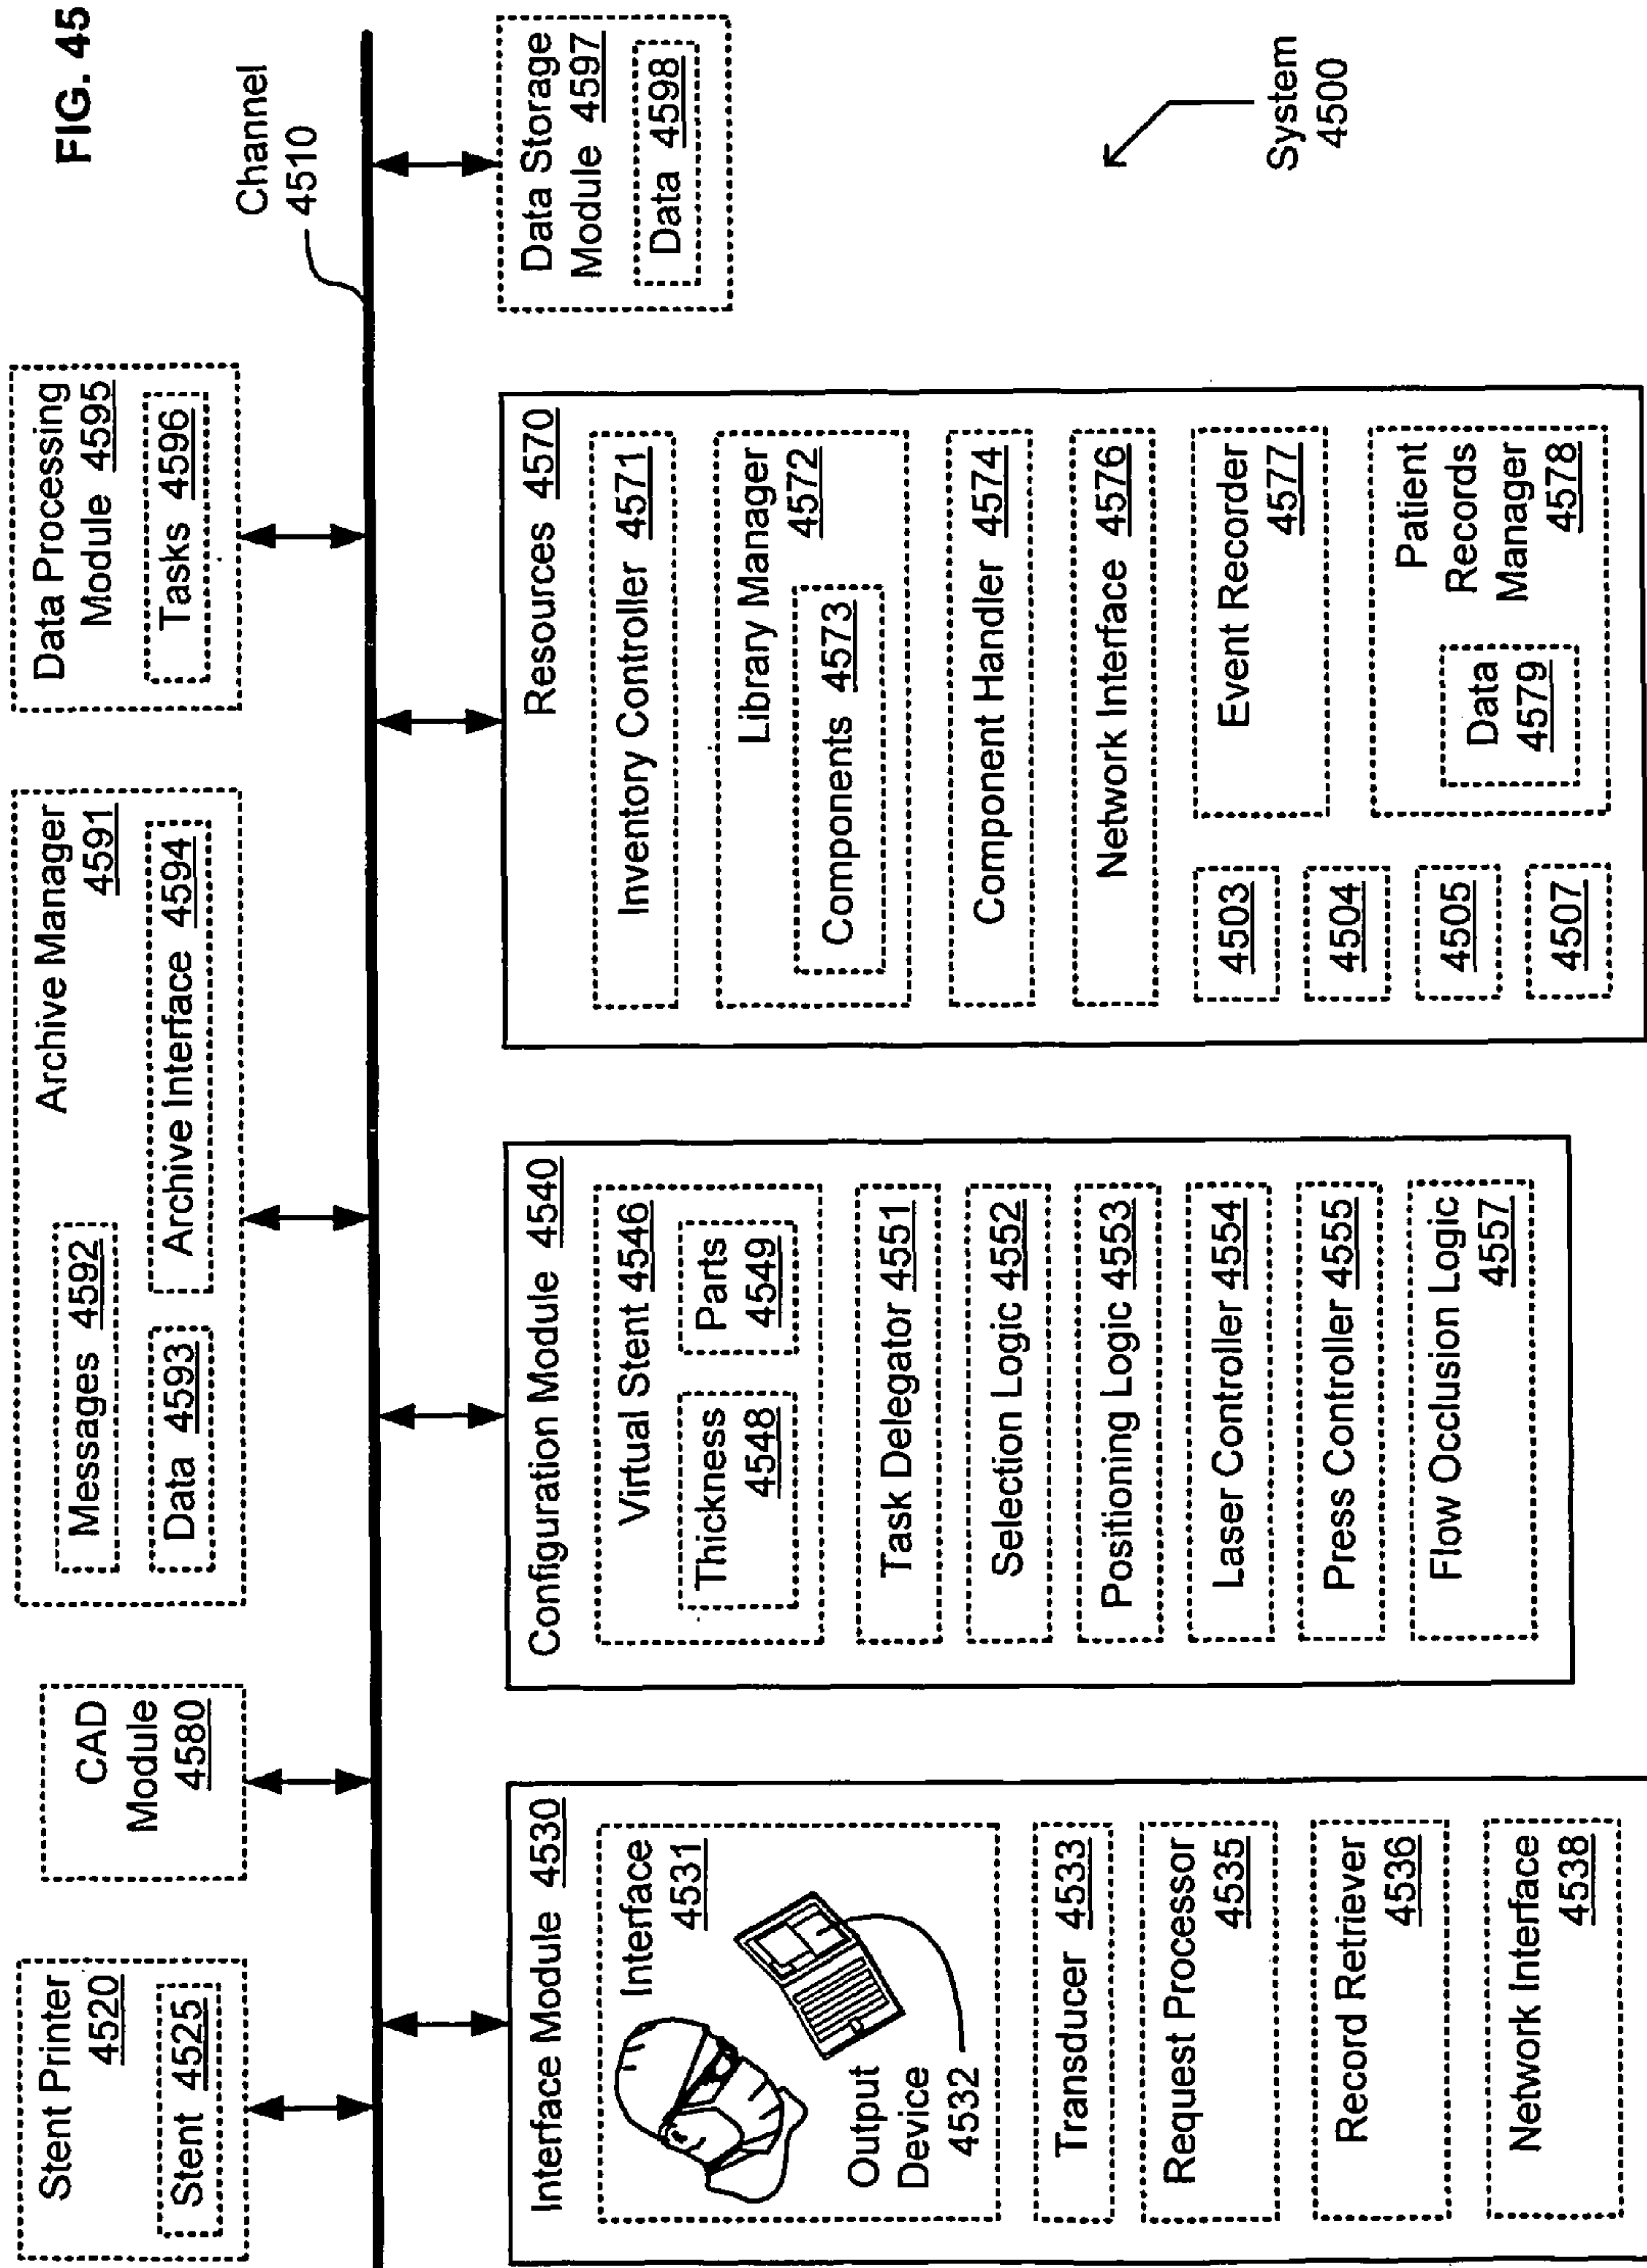 FIG. 45
Stent Printer
4520
Stent 4525
CAD
Module
4580
Archive Manager
4591
Messages 4592
Data 4593
Archive Interface 4594
Data Processing
Module 4595
Tasks 4596
Channel
4510
Interface Module 4530
Interface
4531
Output
Device
4532
Transducer 4533
Request Processor
4535
Record Retriever
4536
Network Interface
4538
Configuration Module 4540
Virtual Stent 4546
Thickness
4548
Parts
4549
Task Delegator 4551
Selection Logic 4552
Positioning Logic 4553
Laser Controller 4554
Press Controller 4555
Flow Occlusion Logic
4557
Resources 4570
Inventory Controller 4571
Library Manager
4572
Components 4573
Component Handler 4574
Network Interface 4576
4503
4504
4505
4507
Event Recorder
4577
Patient
Records
Manager
4578
Data
4579
Data Storage
Module 4597
Data 4598
System
4500